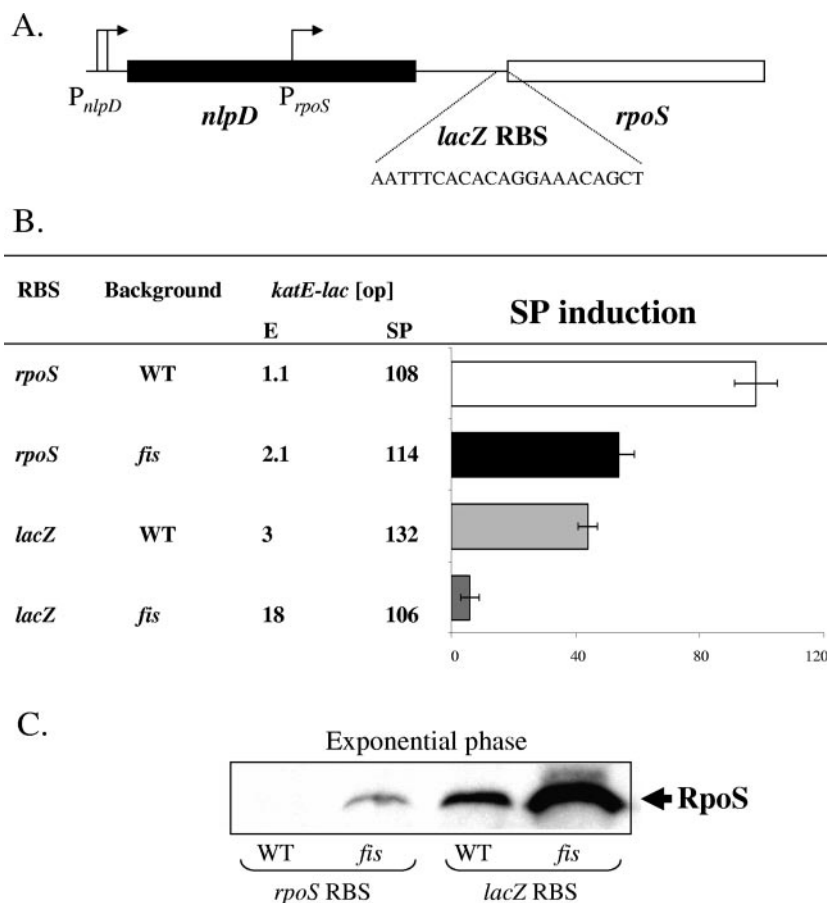 A.
PnlpD
nlpD
PrpoS
lacZ RBS
rpoS
AATTTCACACAGGAAACAGCT
B.
RBS Background katE-lac [op] SP induction
E SP
rpoS WT 1.1 108
rpoS fis 2.1 114
lacZ WT 3 132
lacZ fis 18 106
0 40 80 120
C.
Exponential phase
RpoS
WT fis WT fis
rpoS RBS lacZ RBS